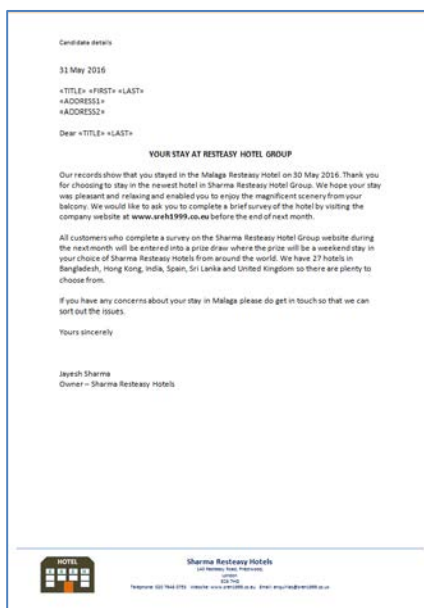 Candidate details
31 May 2016
«TITLE» «FIRST» «LAST»
«ADDRESS1»
«ADDRESS2»
Dear «TITLE» «LAST»
YOUR STAY AT RESTEASY HOTEL GROUP
Our records show that you stayed in the Malaga Resteasy Hotel on 30 May 2016. Thank you
for choosing to stay in the newest hotel in Sharma Resteasy Hotel Group. We hope your stay
was pleasant and relaxing and enabled you to enjoy the magnificent scenery from your
balcony. We would like to ask you to complete a brief survey of the hotel by visiting the
company website at www.sreh1999.co.eu before the end of next month.
All customers who complete a survey on the Sharma Resteasy Hotel Group website during
the next month will be entered into a prize draw where the prize will be a weekend stay in
your choice of Sharma Resteasy Hotels from around the world. We have 27 hotels in
Bangladesh, Hong Kong, India, Spain, Sri Lanka and United Kingdom so there are plenty to
choose from.
If you have any concerns about your stay in Malaga please do get in touch so that we can
sort out the issues.
Yours sincerely
Jayesh Sharma
Owner – Sharma Resteasy Hotels
HOTEL
Sharma Resteasy Hotels
Road,
London
Telephone: Website: Email: